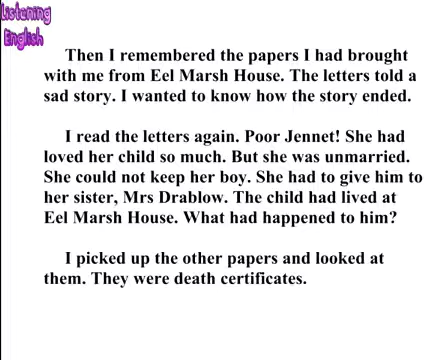 Listening
English
Then I remembered the papers I had brought
with me from Eel Marsh House. The letters told a
sad story. I wanted to know how the story ended.
I read the letters again. Poor Jennet! She had
loved her child so much. But she was unmarried.
She could not keep her boy. She had to give him to
her sister, Mrs Drablow. The child had lived at
Eel Marsh House. What had happened to him?
I picked up the other papers and looked at
them. They were death certificates.